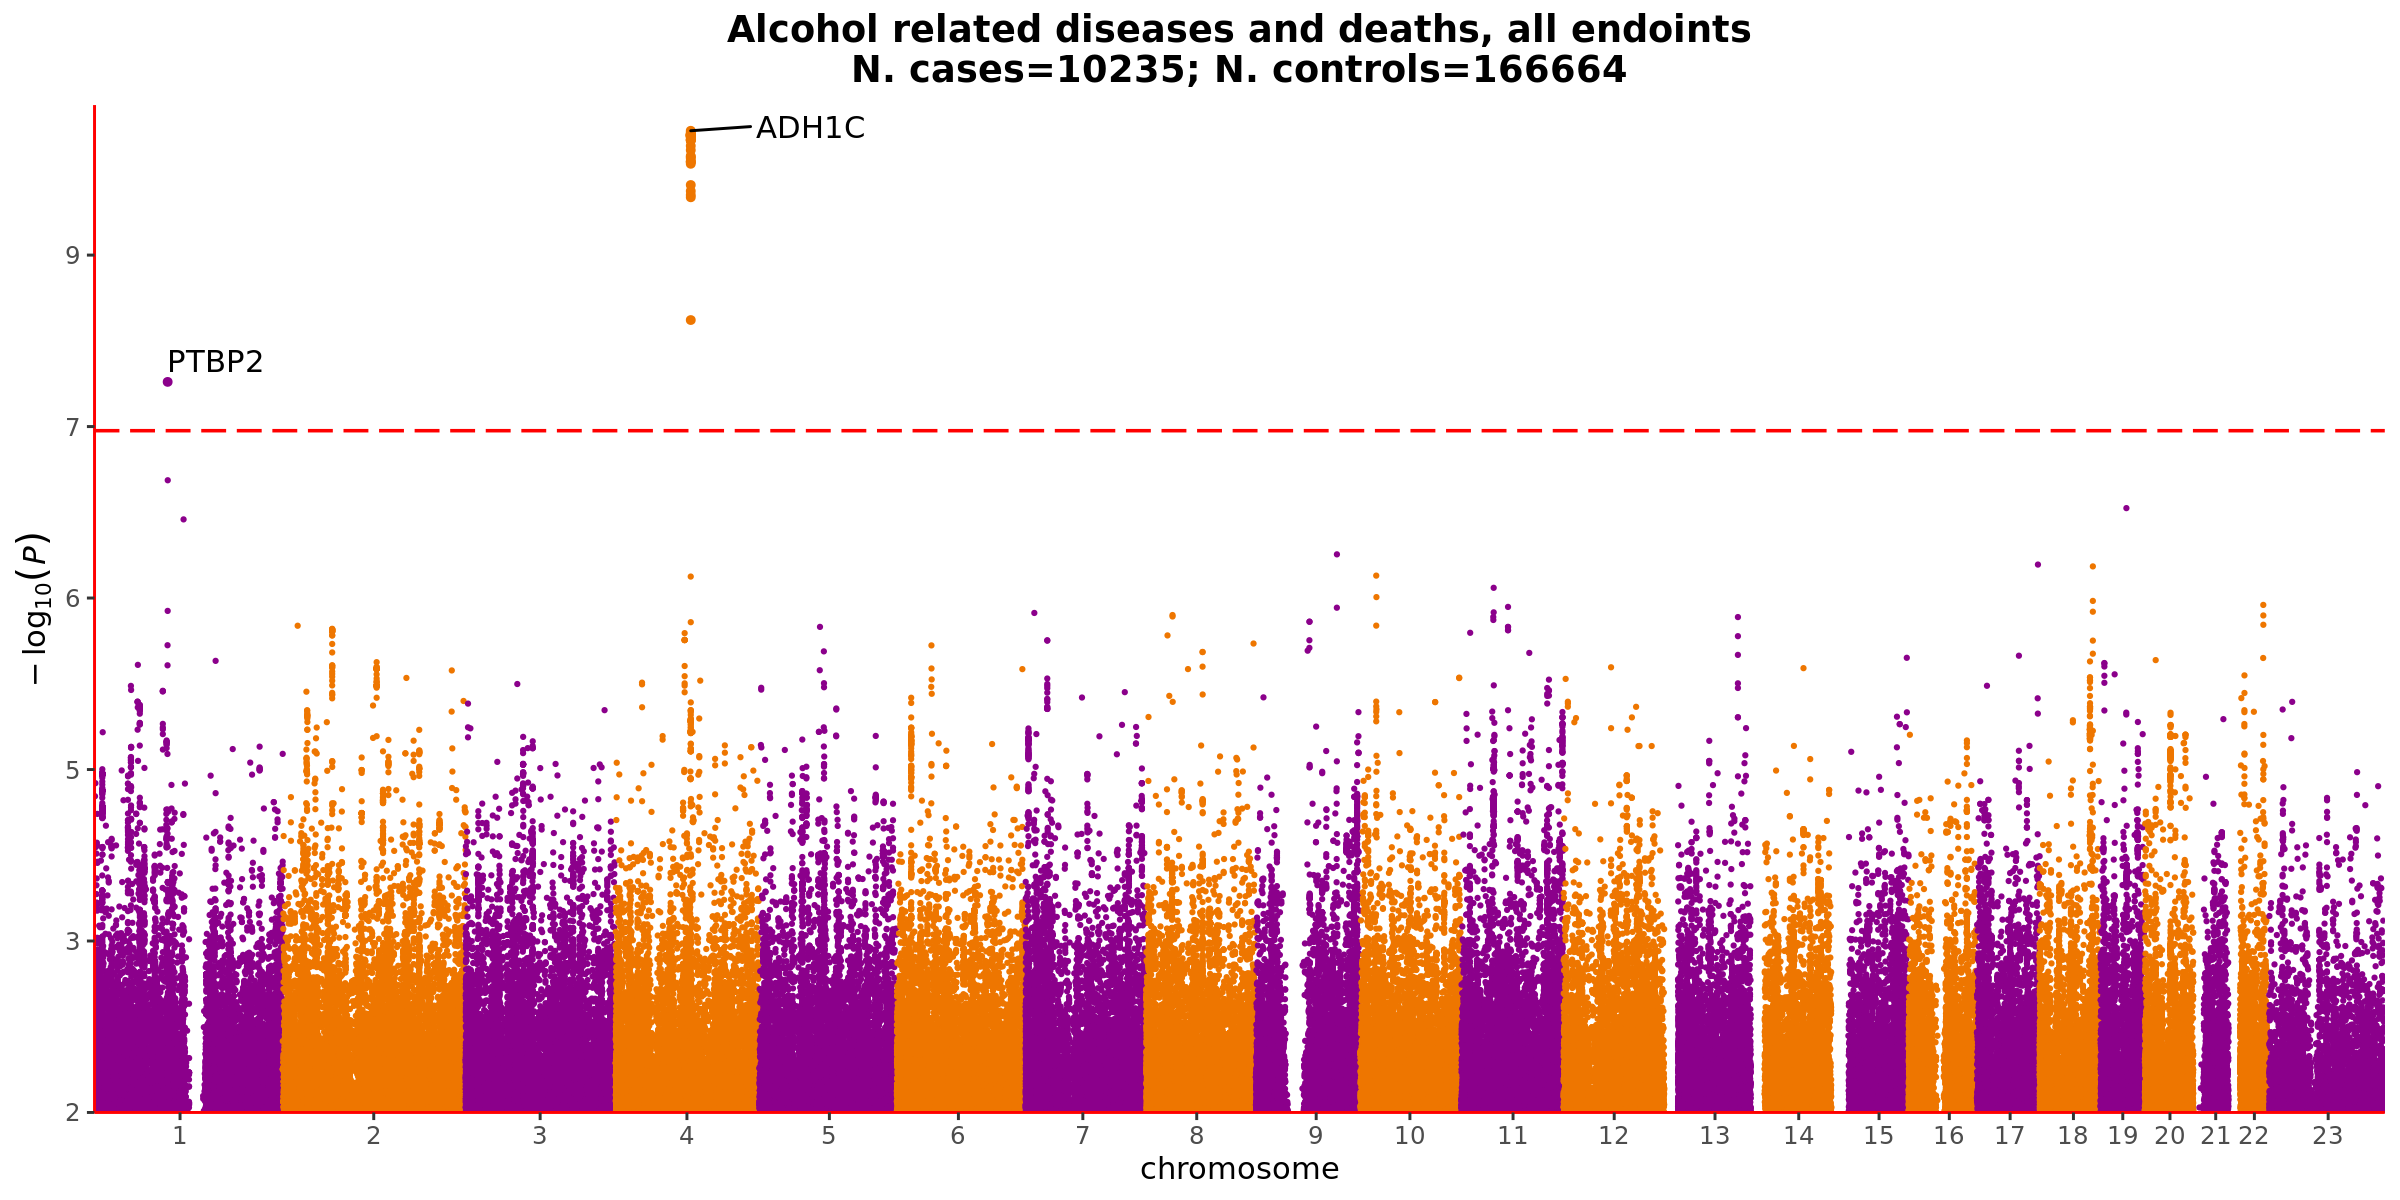 Alcohol related diseases and deaths, all endoints
N. cases=10235; N. controls=166664
ADH1C
PTBP2
9
7
6
5
3
2
−log10(P)
1 2 3 4 5 6 7 8 9 10 11 12 13 14 15 16 17 18 19 20 21 22 23
chromosome